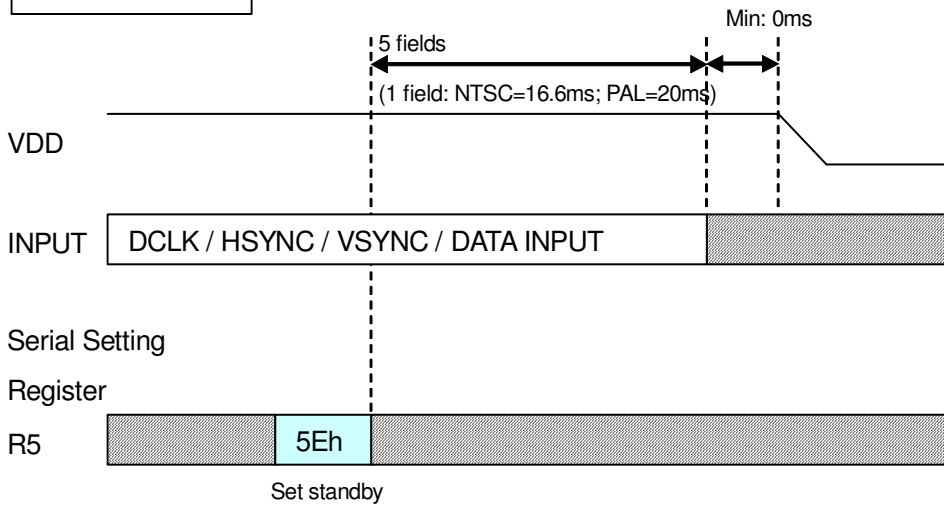 Min: 0ms
5 fields
(1 field: NTSC=16.6ms; PAL=20ms)
VDD
INPUT
DCLK / HSYNC / VSYNC / DATA INPUT
Serial Setting
Register
R5
5Eh
Set standby